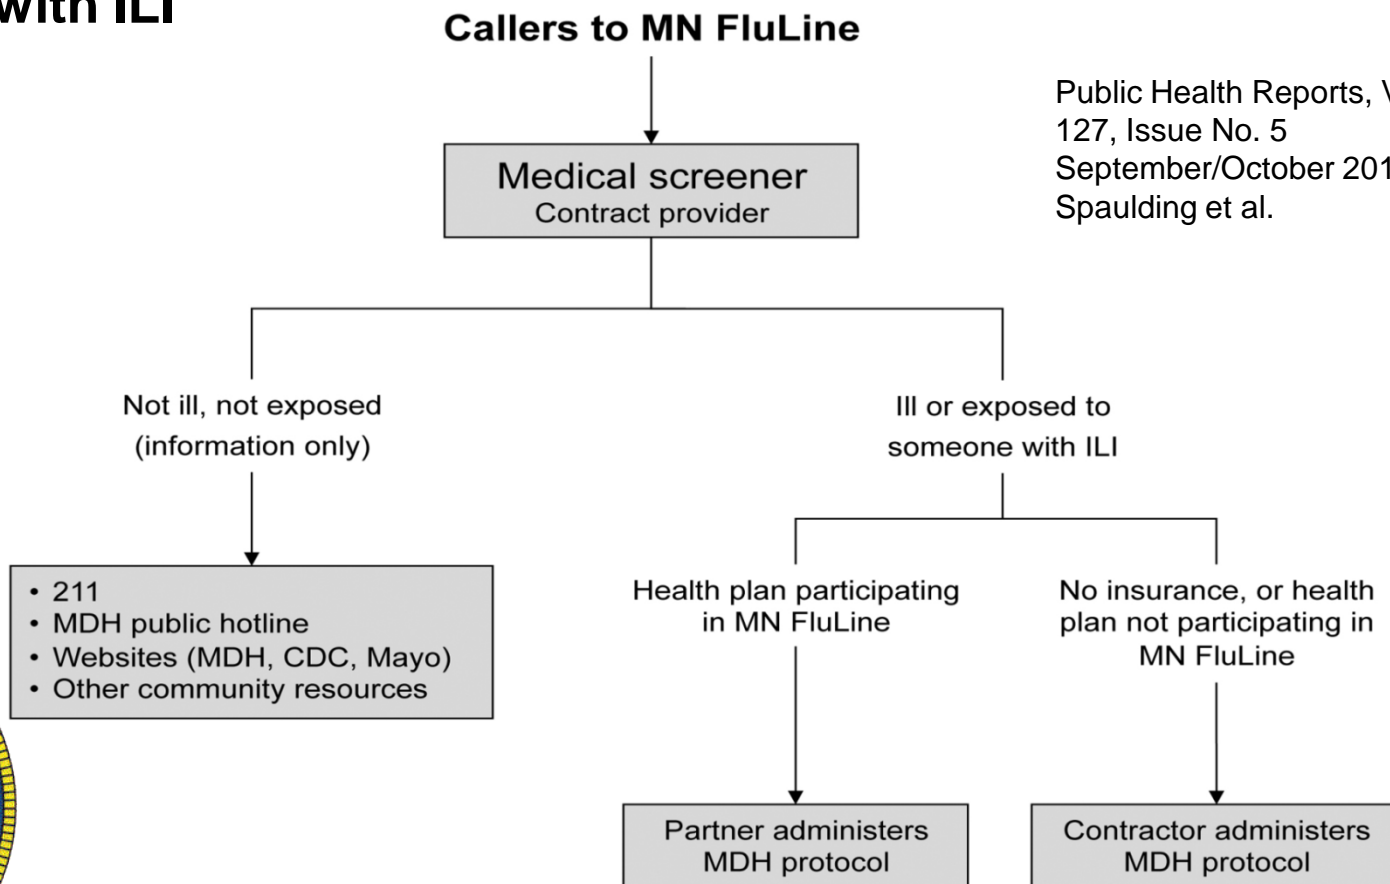 with ILI
Callers to MN FluLine
Public Health Reports,
127, Issue No. 5
September/October
Spaulding et al.
Medical screener
Contract provider
Not ill, not exposed
(information only)
Ill or exposed to
someone with ILI
• 211
• MDH public hotline
• Websites (MDH, CDC, Mayo)
• Other community resources
Health plan participating
in MN FluLine
No insurance, or health
plan not participating in
MN FluLine
Partner administers
MDH protocol
Contractor administers
MDH protocol